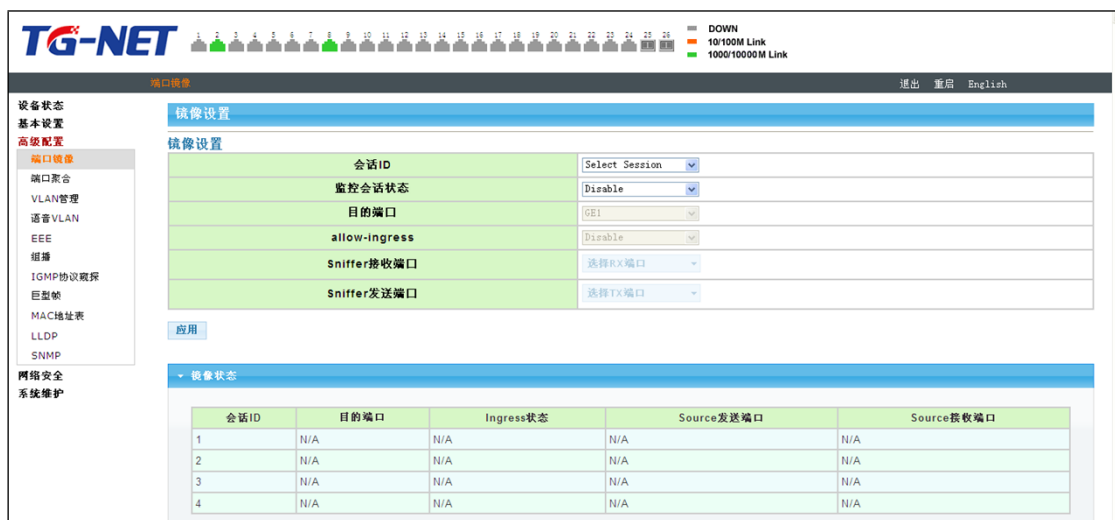 TG-NET
1 2 3 4 5 6 7 8 9 10 11 12 13 14 15 16 17 18 19 20 21 22 23 24 25 26
DOWN
10/100M Link
1000/10000M Link
端口镜像
退出 重启 English
设备状态
基本设置
高级配置
端口镜像
端口聚合
VLAN管理
语音VLAN
EEE
组播
IGMP协议窥探
巨型帧
MAC地址表
LLDP
SNMP
网络安全
系统维护
镜像设置
镜像设置
会话ID Select Session
监控会话状态 Disable
目的端口 GE1
allow-ingress Disable
Sniffer接收端口 选择RX端口
Sniffer发送端口 选择TX端口
应用
镜像状态
会话ID 目的端口 Ingress状态 Source发送端口 Source接收端口
1 N/A N/A N/A N/A
2 N/A N/A N/A N/A
3 N/A N/A N/A N/A
4 N/A N/A N/A N/A